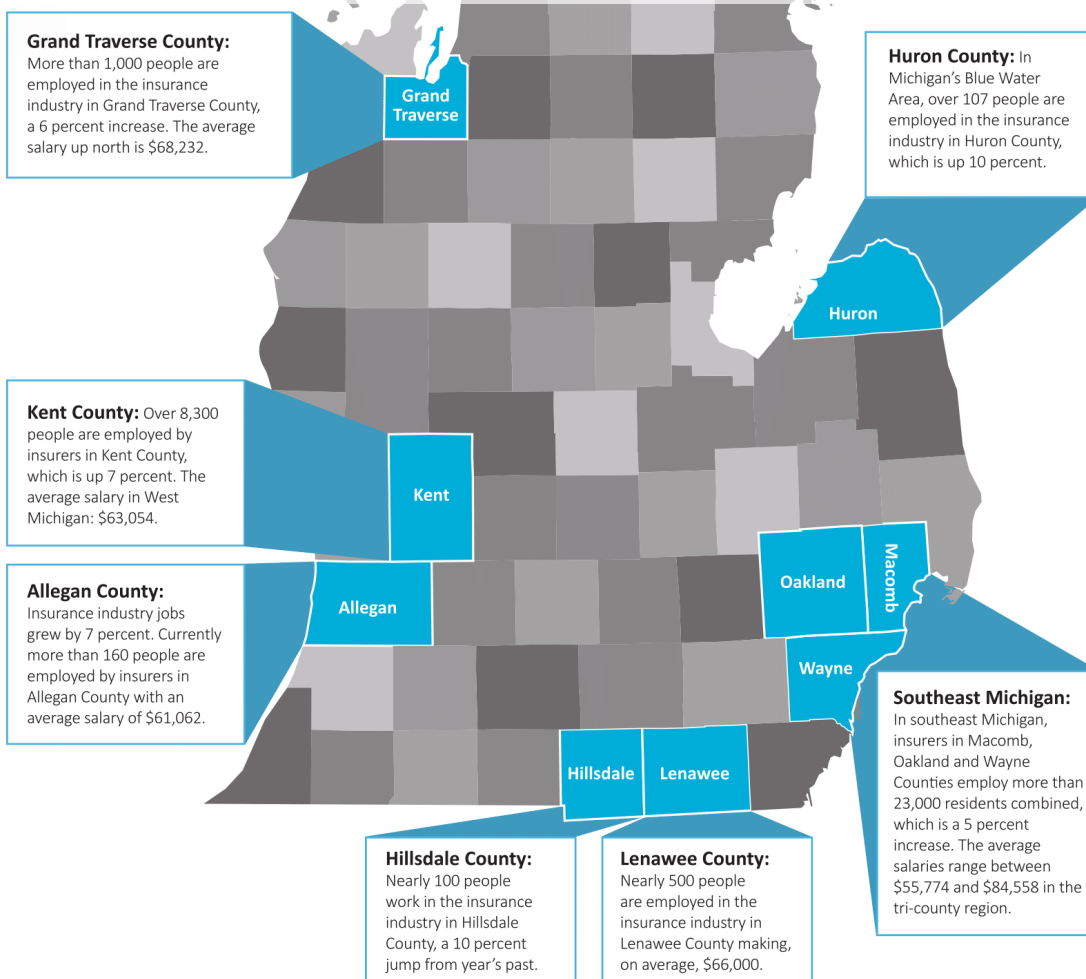 Grand Traverse County:
More than 1,000 people are
employed in the insurance
industry in Grand Traverse County,
a 6 percent increase. The average
salary up north is $68,232.
Grand
Traverse
Huron County: In
Michigan's Blue Water
Area, over 107 people are
employed in the insurance
industry in Huron County,
which is up 10 percent.
Huron
Kent County: Over 8,300
people are employed by
insurers in Kent County,
which is up 7 percent. The
average salary in West
Michigan: $63,054.
Kent
Allegan County:
Insurance industry jobs
grew by 7 percent. Currently
more than 160 people are
employed by insurers in
Allegan County with an
average salary of $61,062.
Allegan
Oakland
Macomb
Wayne
Southeast Michigan:
In southeast Michigan,
insurers in Macomb,
Oakland and Wayne
Counties employ more than
23,000 residents combined,
which is a 5 percent
increase. The average
salaries range between
$55,774 and $84,558 in the
tri-county region.
Hillsdale
Lenawee
Hillsdale County:
Nearly 100 people
work in the insurance
industry in Hillsdale
County, a 10 percent
jump from year's past.
Lenawee County:
Nearly 500 people
are employed in the
insurance industry in
Lenawee County making,
on average, $66,000.